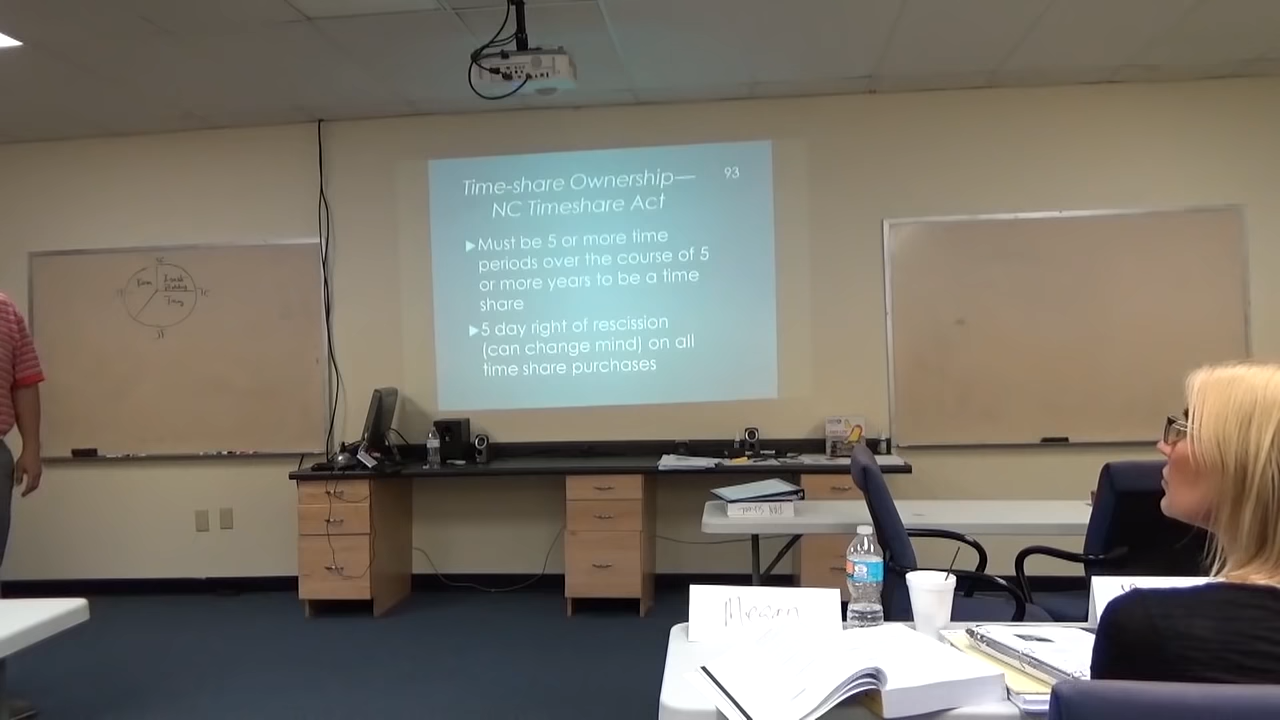 Time-share Ownership—
NC Timeshare Act
93
▶Must be 5 or more time
periods over the course of 5
or more years to be a time
share
▶5 day right of rescission
(can change mind) on all
time share purchases
Megan